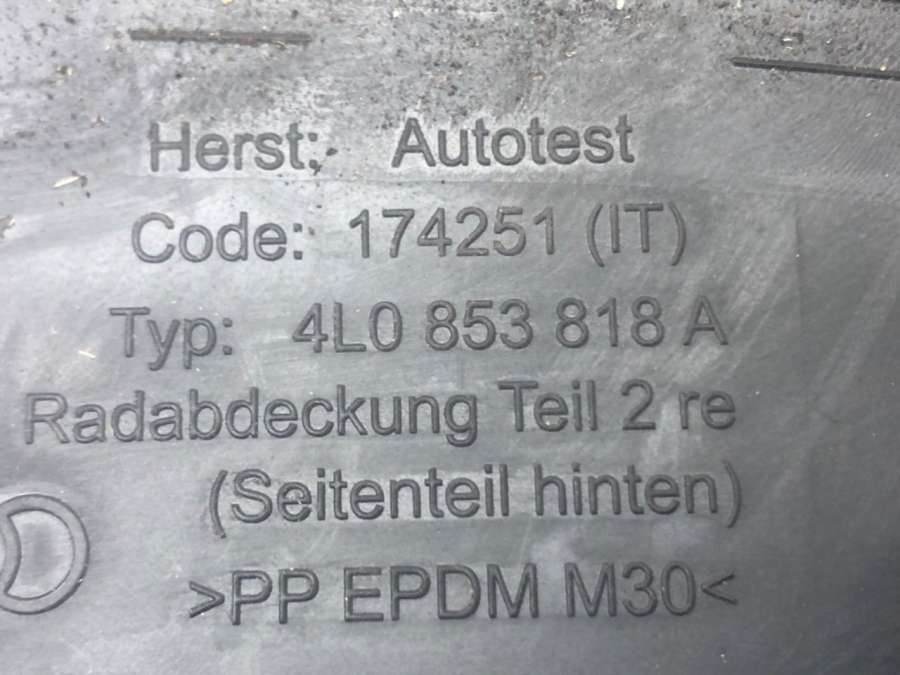 Herst: Autotest
Code: 174251 (IT)
Typ: 4L0 853 818 A
Radabdeckung Teil 2 re
(Seitenteil hinten)
>PP EPDM M30<